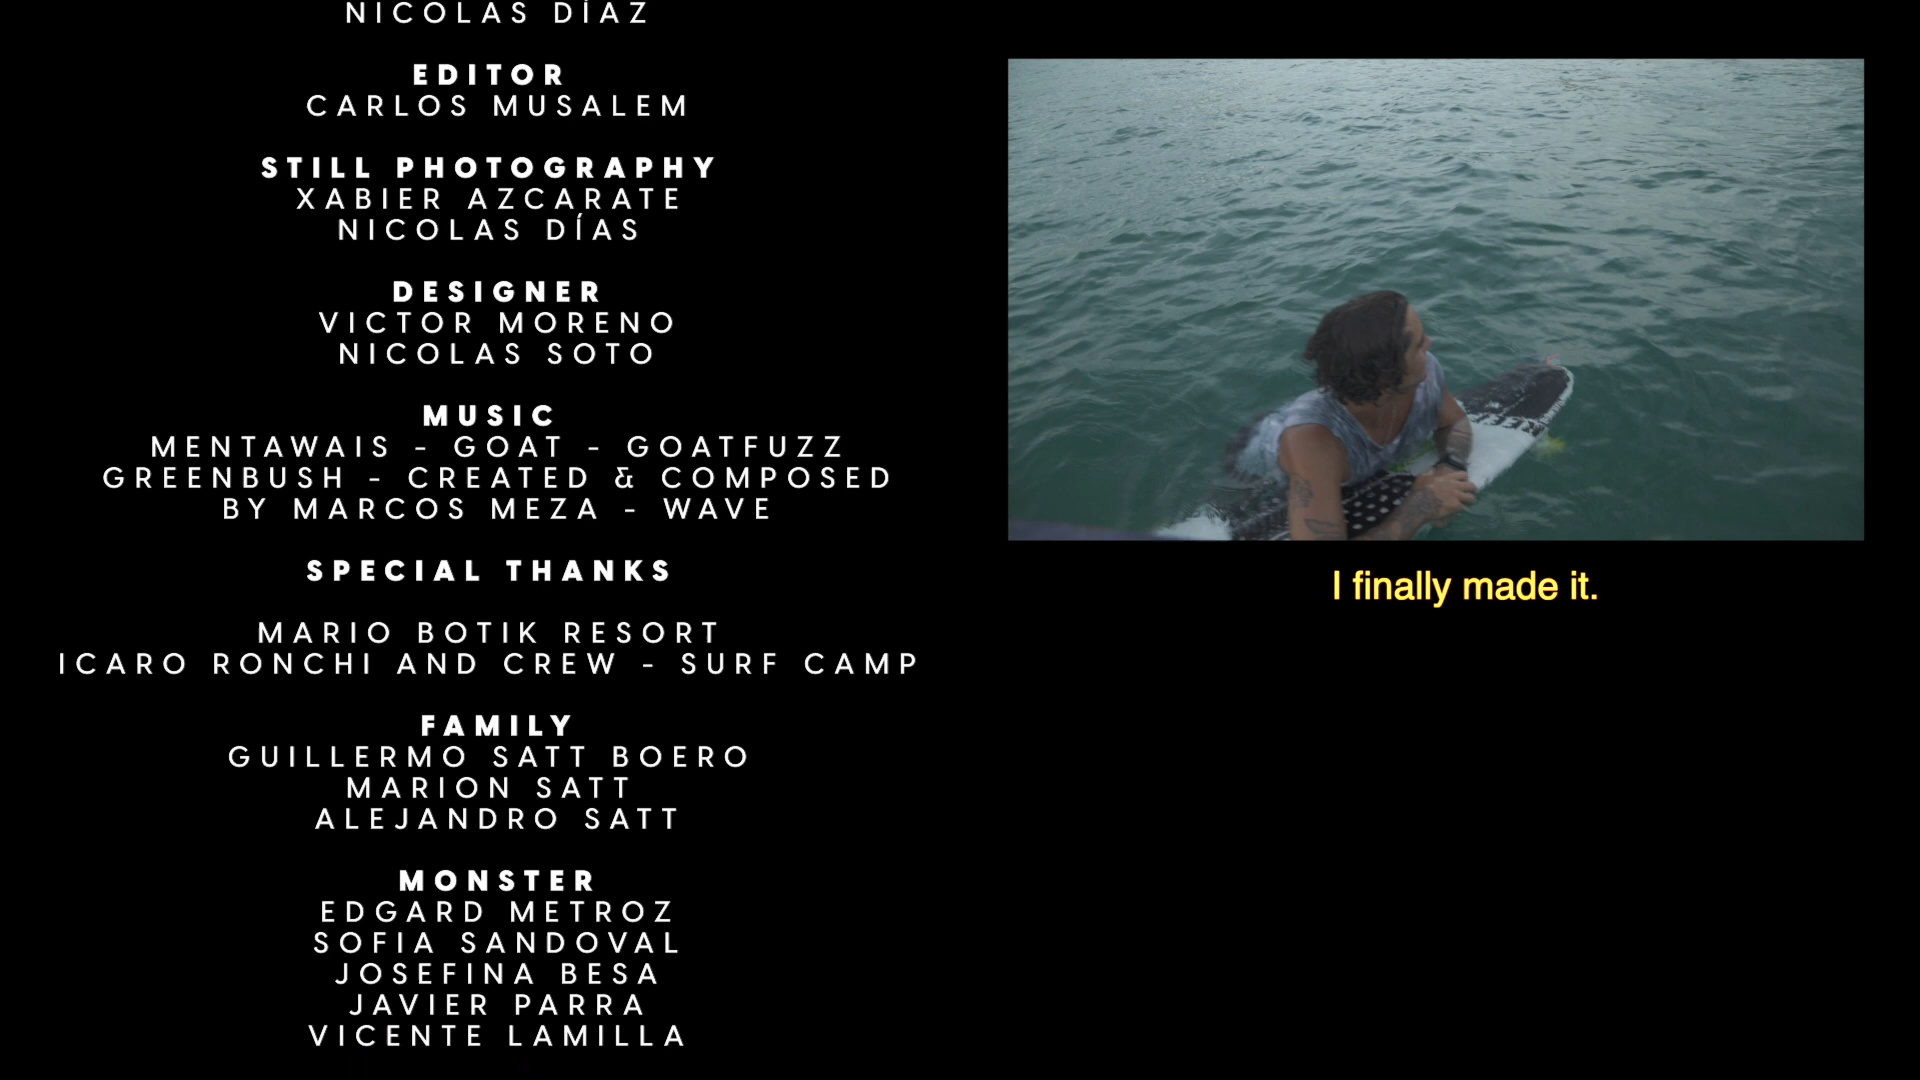 NICOLAS DÍAZ
EDITOR
CARLOS MUSALEM
STILL PHOTOGRAPHY
XABIER AZCARATE
NICOLAS DÍAS
DESIGNER
VICTOR MORENO
NICOLAS SOTO
MUSIC
MENTAWAIS - GOAT - GOATFUZZ
GREENBUSH - CREATED & COMPOSED
BY MARCOS MEZA - WAVE
SPECIAL THANKS
MARIO BOTIK RESORT
ICARO RONCHI AND CREW - SURF CAMP
FAMILY
GUILLERMO SATT BOERO
MARION SATT
ALEJANDRO SATT
MONSTER
EDGARD METROZ
SOFIA SANDOVAL
JOSEFINA BESA
JAVIER PARRA
VICENTE LAMILLA
I finally made it.